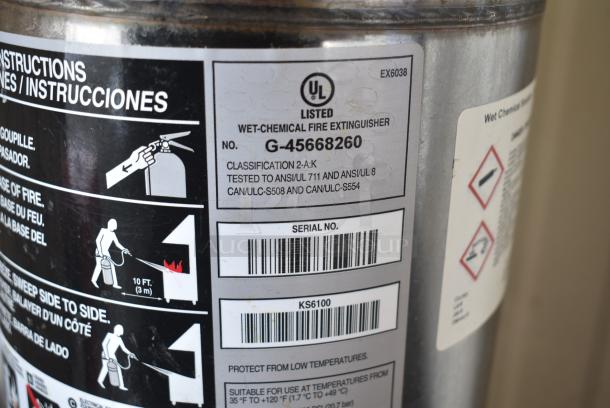 NSTRUCTIONS
NES / INSTRUCCIONES
GOUPILLE.
PASADOR.
ASE OF FIRE.
BASE DU FEU.
A LA BASE DEL
10 FT.
(3 m)
SWEEP SIDE TO SIDE.
BALAYER D'UN CÔTÉ
BARRA DE LADO
EX6038
UL
LISTED
WET-CHEMICAL FIRE EXTINGUISHER
NO. G-45668260
CLASSIFICATION 2-A:K
TESTED TO ANSI/UL 711 AND ANSI/UL 8
CAN/ULC-S508 AND CAN/ULC-S554
SERIAL NO.
KS6100
PROTECT FROM LOW TEMPERATURES.
SUITABLE FOR USE AT TEMPERATURES FROM
35 °F TO +120 °F (1.7 °C TO +49 °C)
Wet Chemical